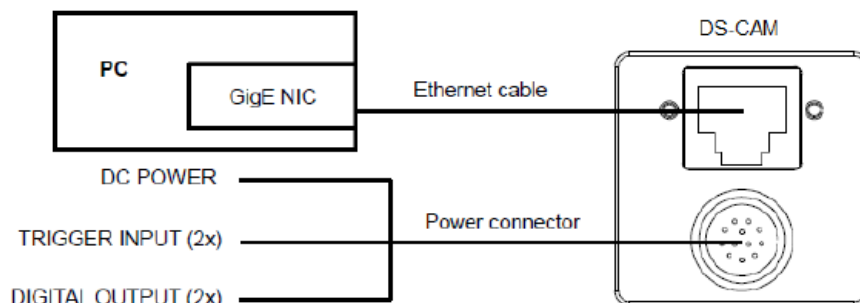 DS-CAM
PC
GigE NIC
Ethernet cable
DC POWER
Power connector
TRIGGER INPUT (2x)
DIGITAL OUTPUT (2x)